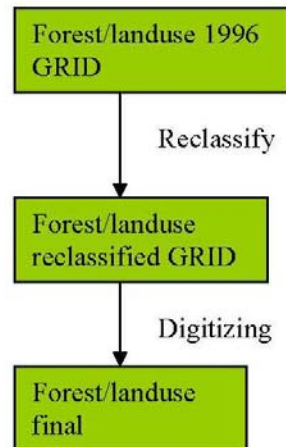 Forest/landuse 1996
GRID
Reclassify
Forest/landuse
reclassified GRID
Digitizing
Forest/landuse
final